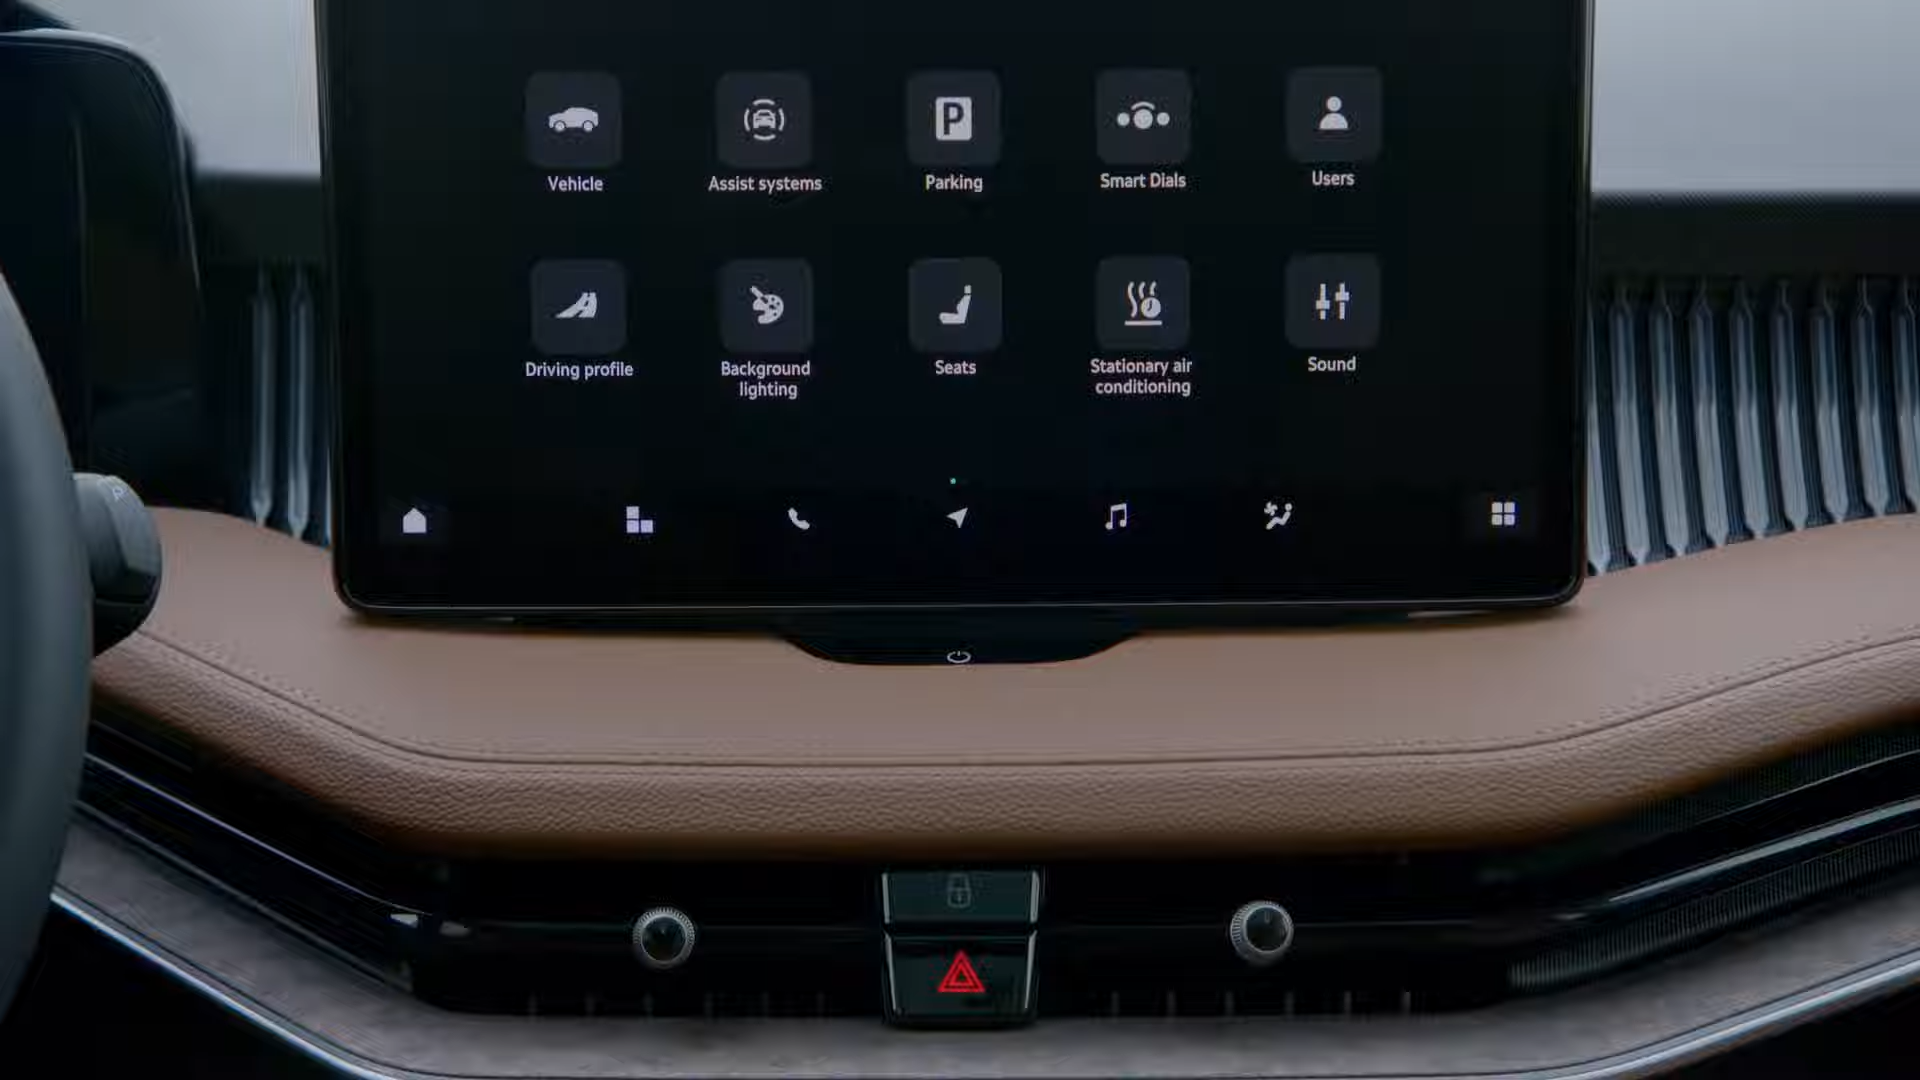 Vehicle
Assist systems
Parking
Smart Dials
Users
Driving profile
Background
lighting
Seats
Stationary air
conditioning
Sound